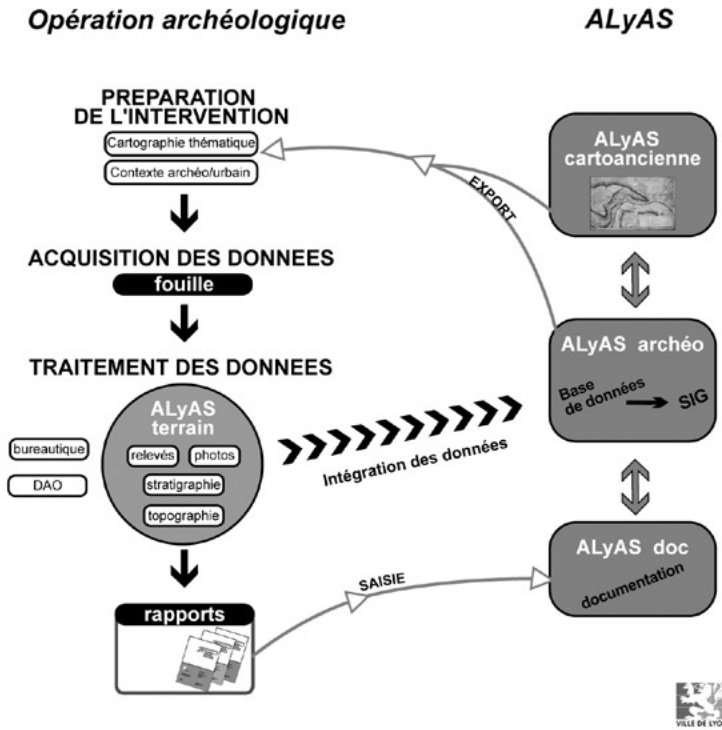 Opération archéologique
ALyAS
PREPARATION
DE L'INTERVENTION
Cartographie thématique
Contexte archéo/urbain
ACQUISITION DES DONNEES
fouille
TRAITEMENT DES DONNEES
ALyAS
terrain
relevés
photos
stratigraphie
topographie
bureautique
DAO
rapports
Intégration des données
SAISIE
EXPORT
ALyAS
cartoancienne
ALyAS archéo
Base
de données
SIG
ALyAS doc
documentation
VILLE DE LYO